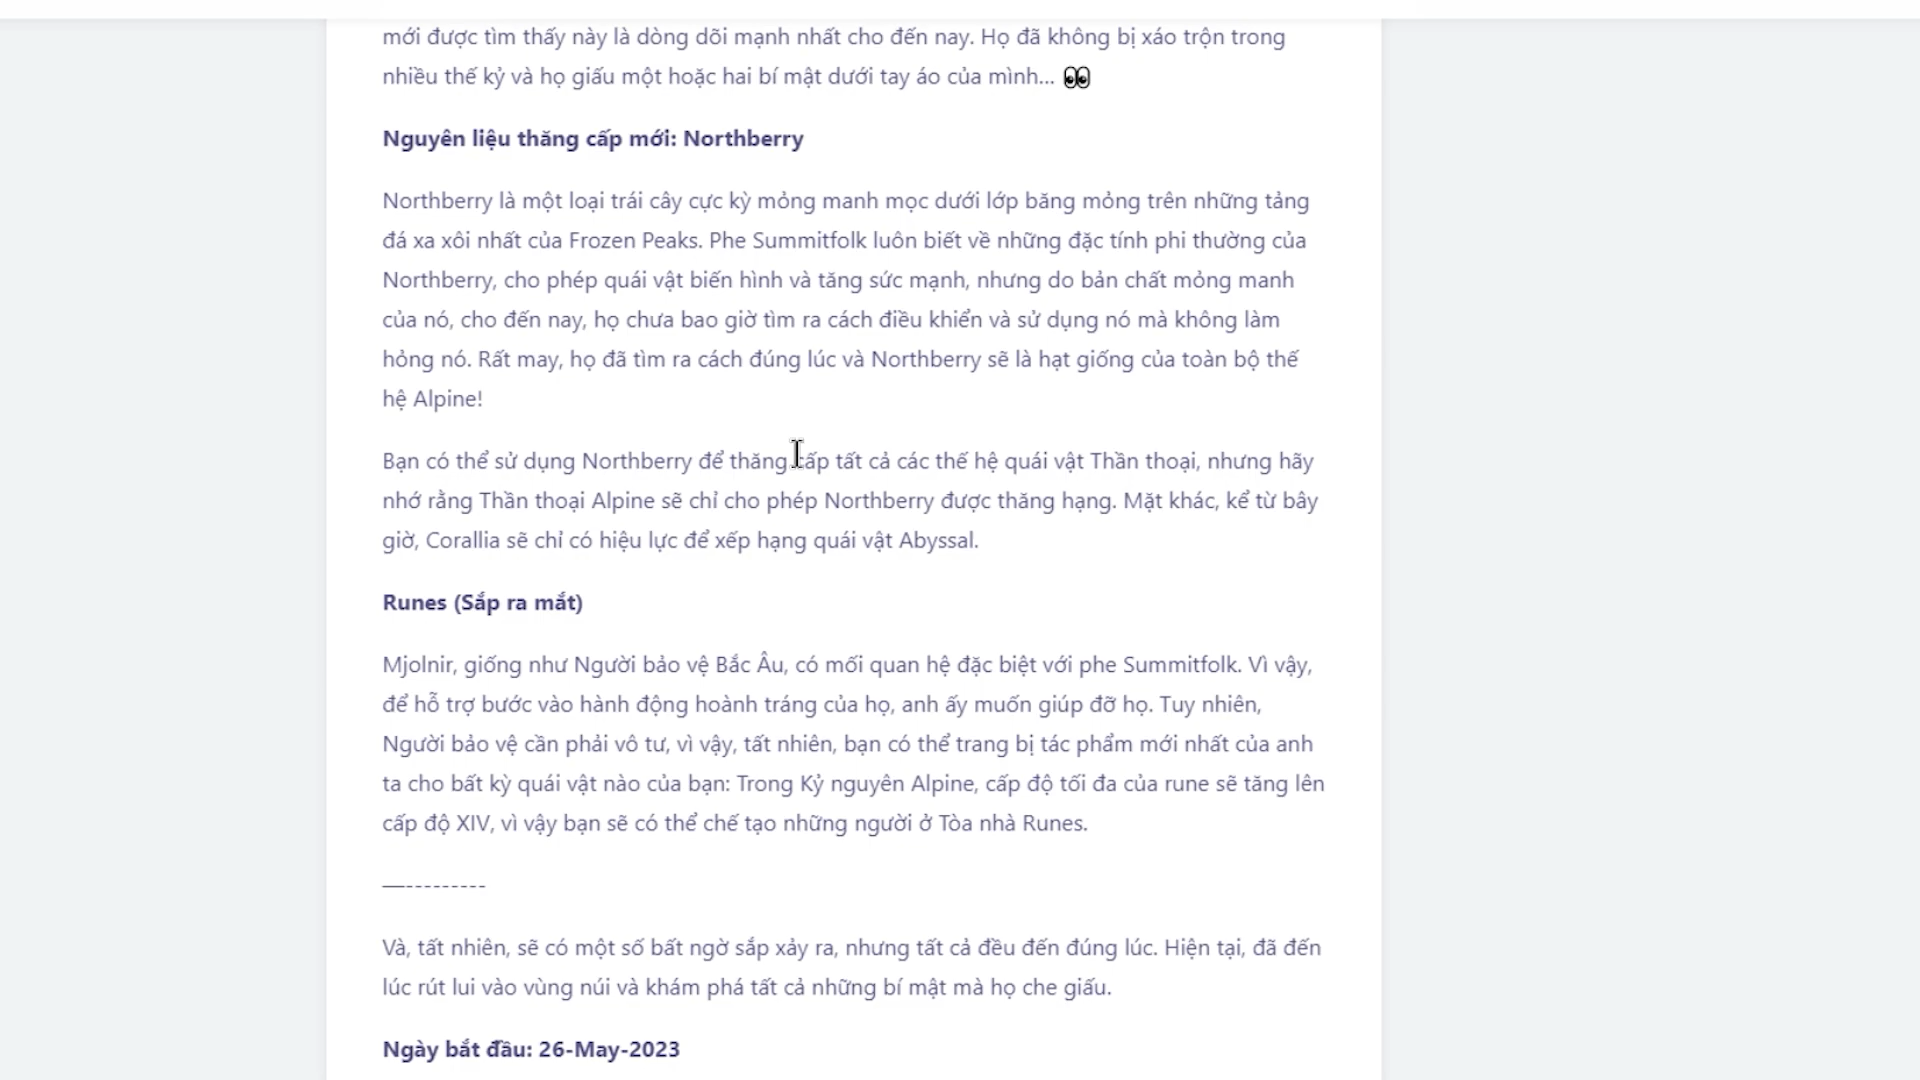 mới được tìm thấy này là dòng dõi mạnh nhất cho đến nay. Họ đã không bị xáo trộn trong
nhiều thế kỷ và họ giấu một hoặc hai bí mật dưới tay áo của mình... 👀
Nguyên liệu thăng cấp mới: Northberry
Northberry là một loại trái cây cực kỳ mỏng manh mọc dưới lớp băng mỏng trên những tảng
đá xa xôi nhất của Frozen Peaks. Phe Summitfolk luôn biết về những đặc tính phi thường của
Northberry, cho phép quái vật biến hình và tăng sức mạnh, nhưng do bản chất mỏng manh
của nó, cho đến nay, họ chưa bao giờ tìm ra cách điều khiển và sử dụng nó mà không làm
hỏng nó. Rất may, họ đã tìm ra cách đúng lúc và Northberry sẽ là hạt giống của toàn bộ thế
hệ Alpine!
Bạn có thể sử dụng Northberry để thăng cấp tất cả các thế hệ quái vật Thần thoại, nhưng hãy
nhớ rằng Thần thoại Alpine sẽ chỉ cho phép Northberry được thăng hạng. Mặt khác, kể từ bây
giờ, Corallia sẽ chỉ có hiệu lực để xếp hạng quái vật Abyssal.
Runes (Sắp ra mắt)
Mjolnir, giống như Người bảo vệ Bắc Âu, có mối quan hệ đặc biệt với phe Summitfolk. Vì vậy,
để hỗ trợ bước vào hành động hoành tráng của họ, anh ấy muốn giúp đỡ họ. Tuy nhiên,
Người bảo vệ cần phải vô tư, vì vậy, tất nhiên, bạn có thể trang bị tác phẩm mới nhất của anh
ta cho bất kỳ quái vật nào của bạn: Trong Kỷ nguyên Alpine, cấp độ tối đa của rune sẽ tăng lên
cấp độ XIV, vì vậy bạn sẽ có thể chế tạo những người ở Tòa nhà Runes.
—---------
Và, tất nhiên, sẽ có một số bất ngờ sắp xảy ra, nhưng tất cả đều đến đúng lúc. Hiện tại, đã đến
lúc rút lui vào vùng núi và khám phá tất cả những bí mật mà họ che giấu.
Ngày bắt đầu: 26-May-2023